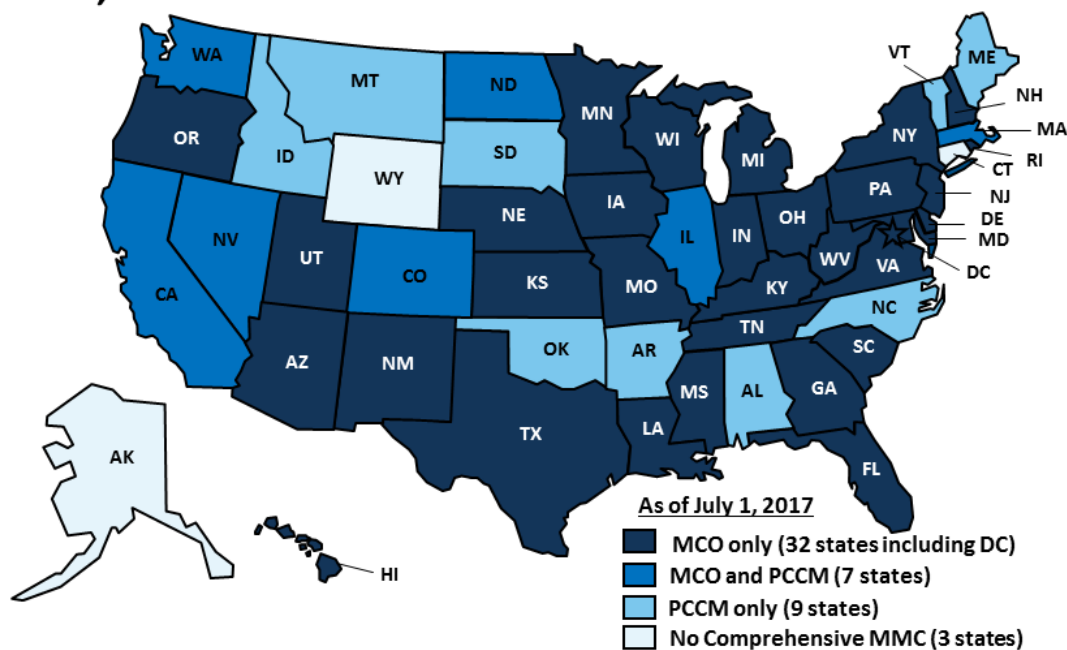 WA
MT
ND
MN
VT
ME
NH
OR
ID
SD
WI
MI
NY
MA
RI
CT
WY
NE
IA
PA
NJ
IL
IN
OH
DE
MD
DC
NV
UT
CO
KS
MO
WV
VA
CA
KY
NC
TN
OK
AR
SC
AZ
NM
MS
AL
GA
TX
LA
AK
FL
HI
As of July 1, 2017
MCO only (32 states including DC)
MCO and PCCM (7 states)
PCCM only (9 states)
No Comprehensive MMC (3 states)